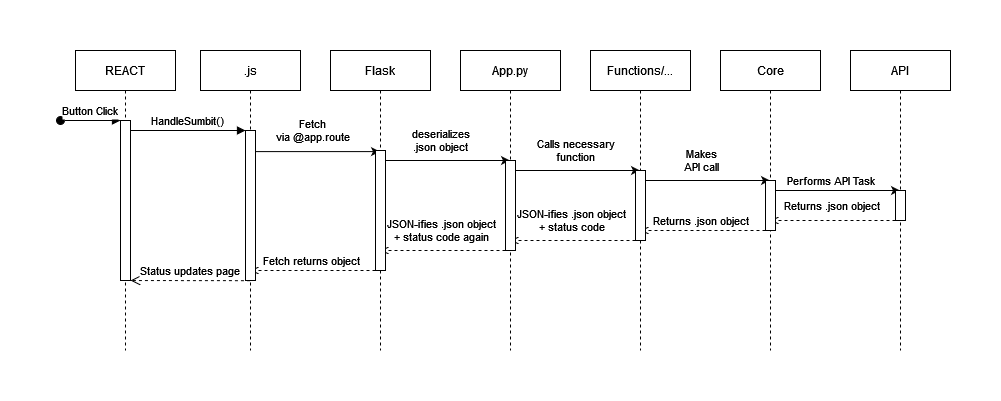 REACT
.js
Flask
App.py
Functions/...
Core
API
Button Click
HandleSumbit()
Fetch
via @app.route
deserializes
.json object
Calls necessary
function
Makes
API call
Performs API Task
Returns .json object
Returns .json object
JSON-ifies .json object
+ status code
JSON-ifies .json object
+ status code again
Fetch returns object
Status updates page